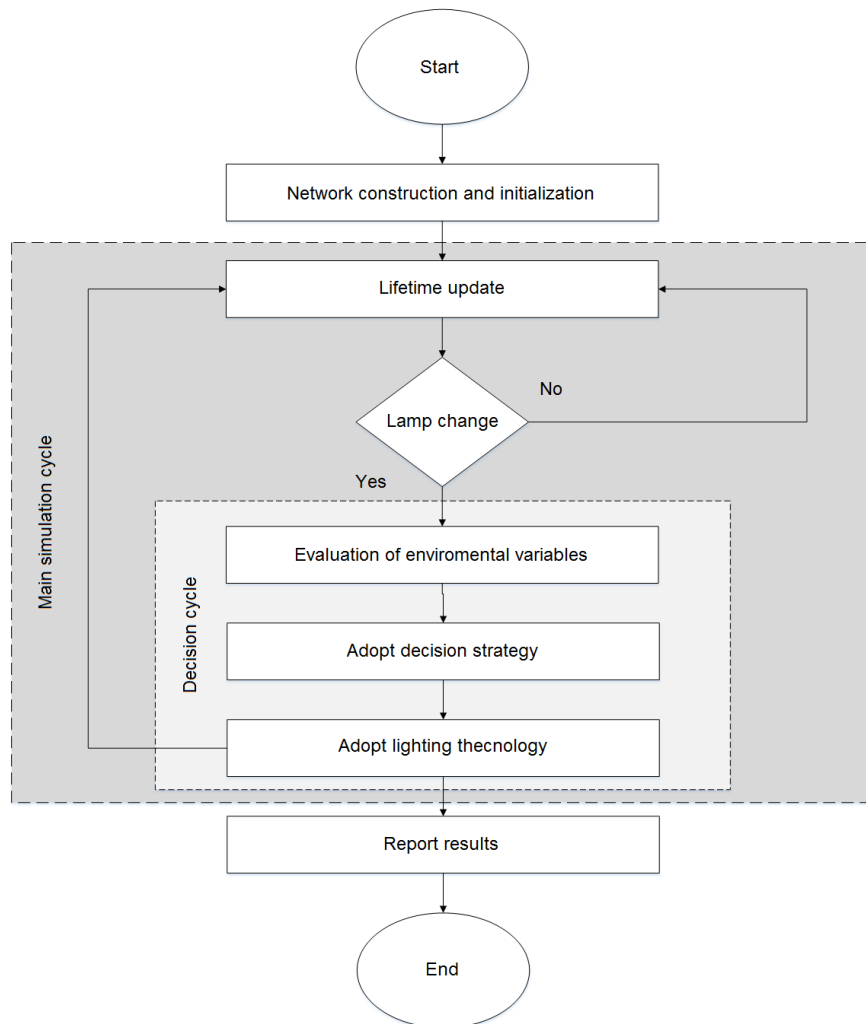 Start
Network construction and initialization
Lifetime update
Lamp change
No
Yes
Main simulation cycle
Decision cycle
Evaluation of enviromental variables
Adopt decision strategy
Adopt lighting thecnology
Report results
End